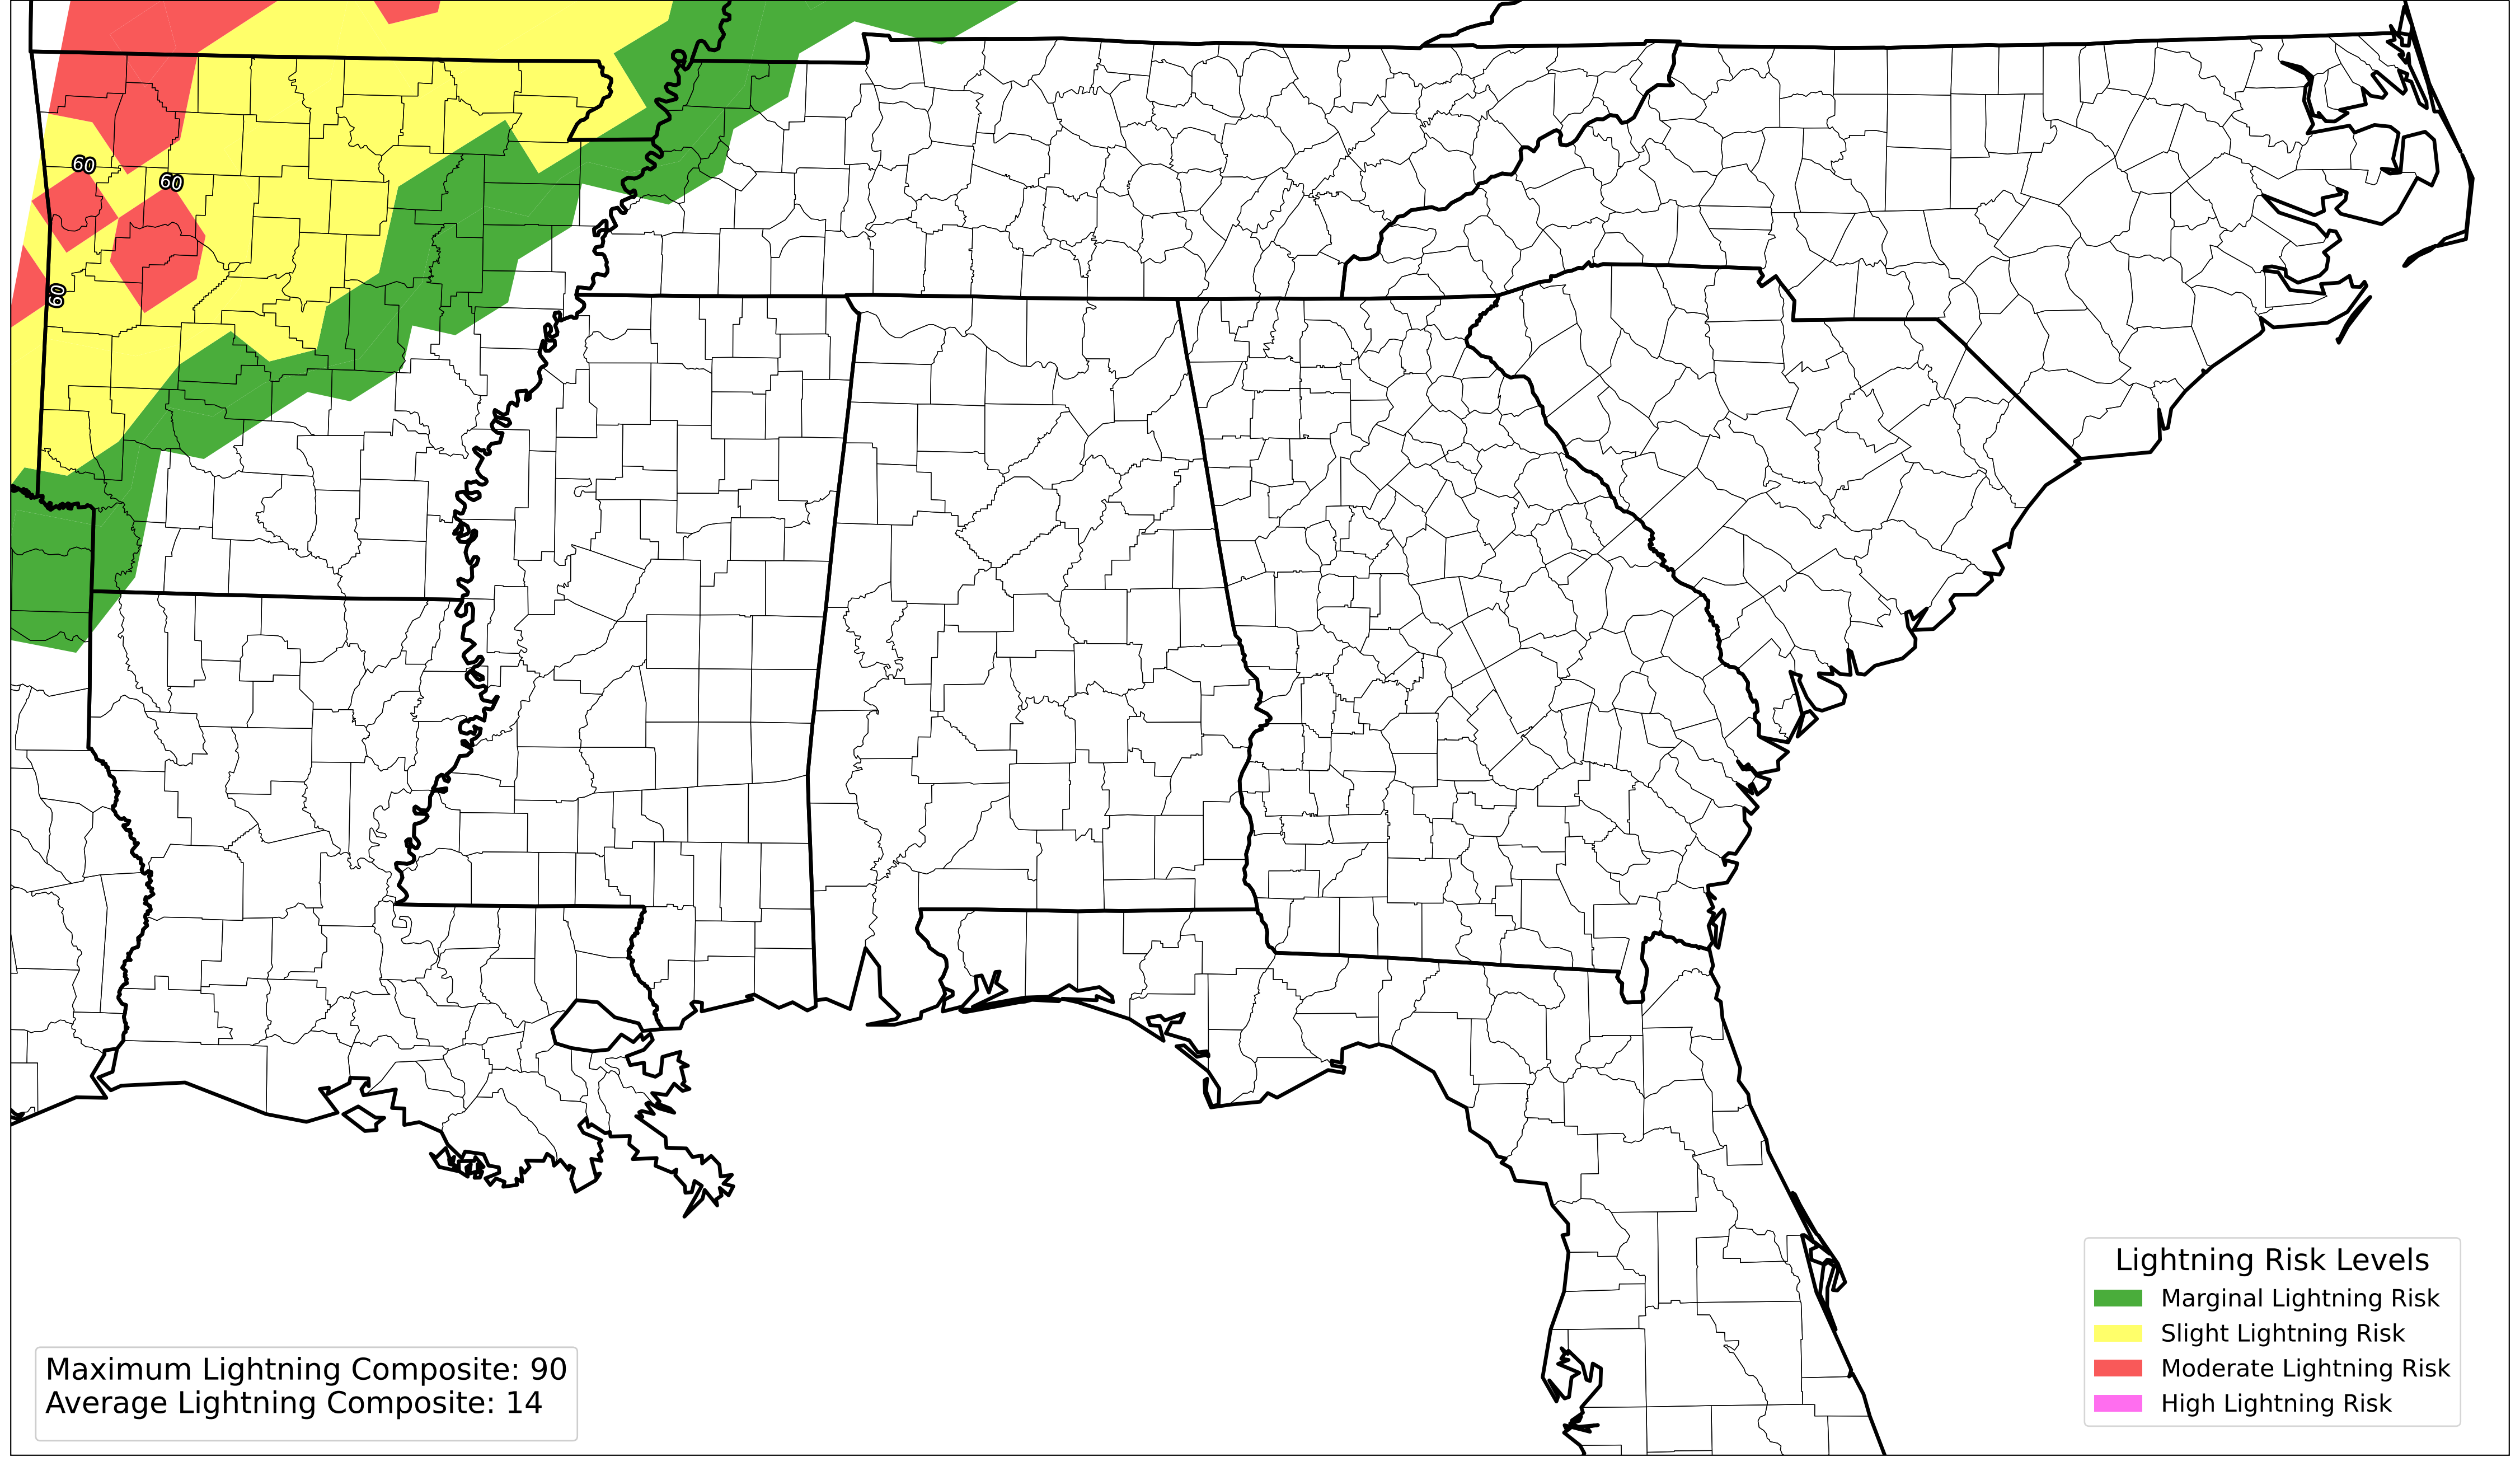 60
60
60
Lightning Risk Levels
Marginal Lightning Risk
Slight Lightning Risk
Moderate Lightning Risk
High Lightning Risk
Maximum Lightning Composite: 90
Average Lightning Composite: 14